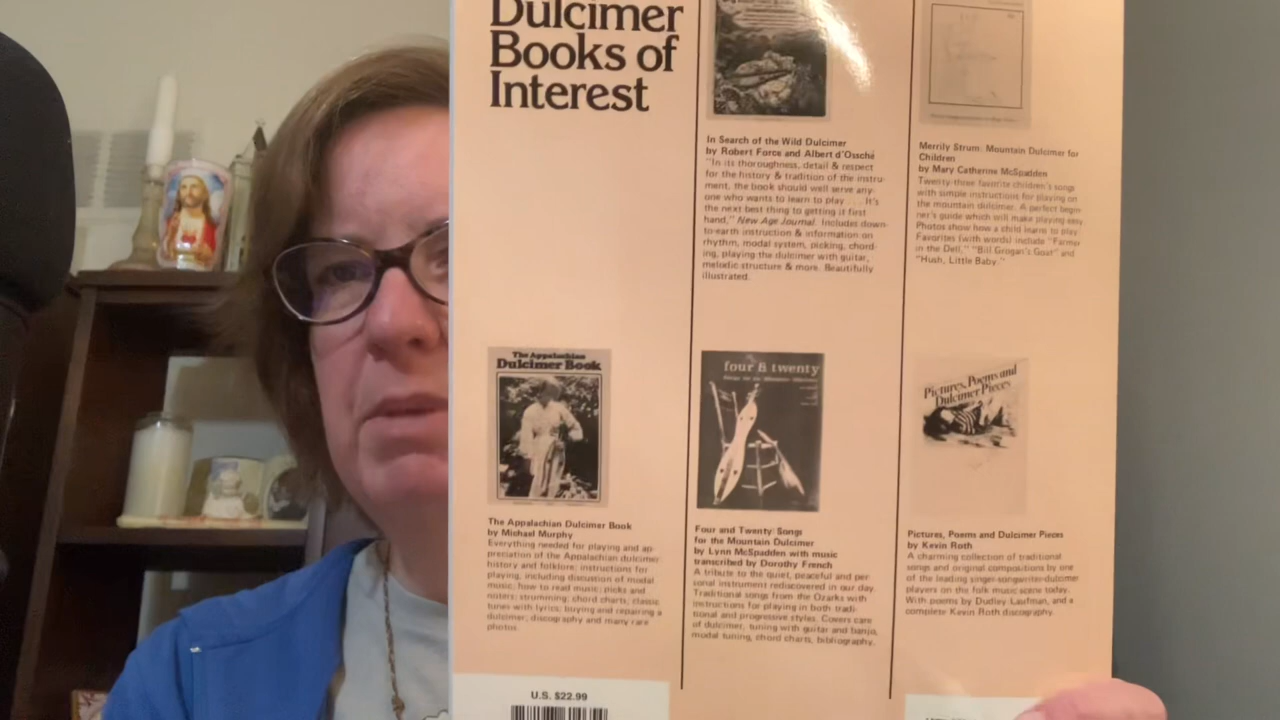 Dulcimer
Books of
Interest
In Search of the Wild Dulcimer
by Robert Force and Albert d'Ossché
"In its thoroughness, detail & respect
for the history & tradition of the instru-
ment, the book should well serve any-
one who wants to learn to play . . . It's
the next best thing to getting it first
hand," New Age Journal. Includes down-
to-earth instruction & information on
rhythm, modal system, picking, chord-
ing, playing the dulcimer with guitar,
melodic structure & more. Beautifully
illustrated.
Merrily Strum: Mountain Dulcimer for
Children
by Mary Catherine McSpadden
Twenty-three favorite children's songs
with simple instructions for playing on
the mountain dulcimer. A perfect begin-
ner's guide which will make playing easy.
Photos show how a child learns to play.
Favorites (with words) include "Farmer
in the Dell," "Bill Grogan's Goat" and
"Hush, Little Baby."
The Appalachian
Dulcimer Book
The Appalachian Dulcimer Book
by Michael Murphy
Everything needed for playing and ap-
preciation of the Appalachian dulcimer:
history and folklore; instructions for
playing, including discussion of modal
music; how to read music; picks and
noters; strumming; chord charts; classic
tunes with lyrics; buying and repairing a
dulcimer; discography and many rare
photos.
four & twenty
Four and Twenty: Songs
for the Mountain Dulcimer
by Lynn McSpadden with music
transcribed by Dorothy French
A tribute to the quiet, peaceful and per-
sonal instrument rediscovered in our day.
Traditional songs from the Ozarks with
instructions for playing in both tradi-
tional and progressive styles. Covers care
of dulcimer, tuning with guitar and banjo,
modal tuning, chord charts, bibliography.
Pictures, Poems and
Dulcimer Pieces
Pictures, Poems and Dulcimer Pieces
by Kevin Roth
A charming collection of traditional
songs and original compositions by one
of the leading singer-songwriter-dulcimer
players on the folk music scene today.
With poems by Dudley Laufman, and a
complete Kevin Roth discography.
U.S. $22.99